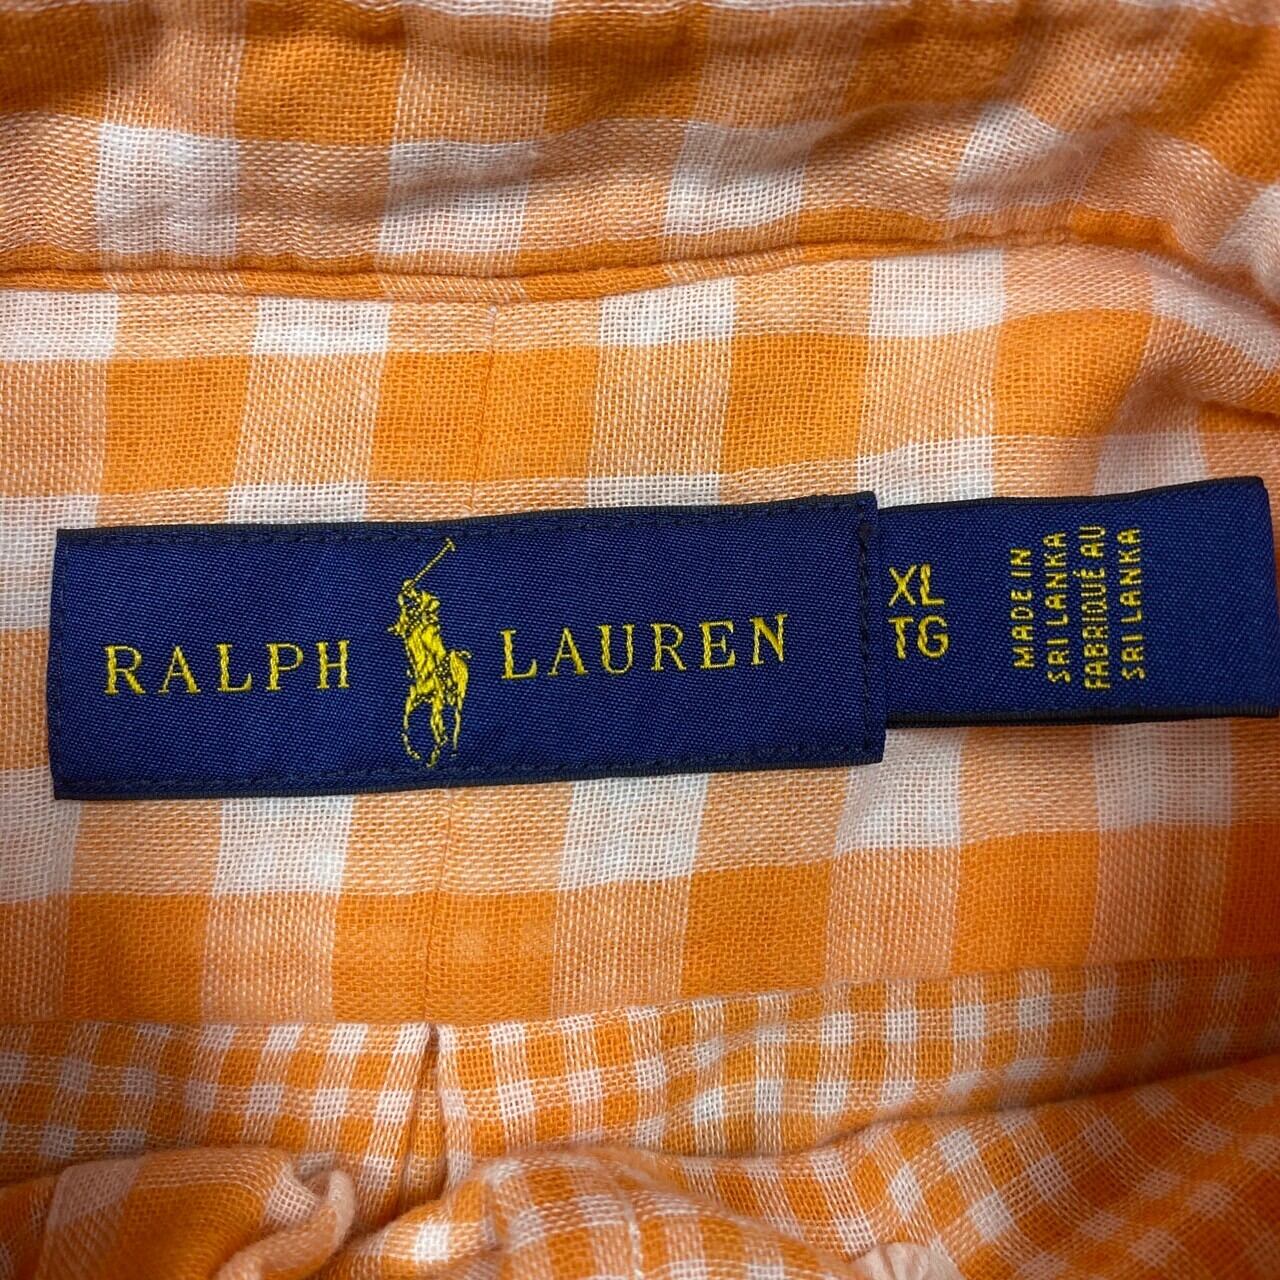 RALPH LAUREN
XL
TG
MADE IN
SRI LANKA
FABRIQUÉ AU
SRI LANKA